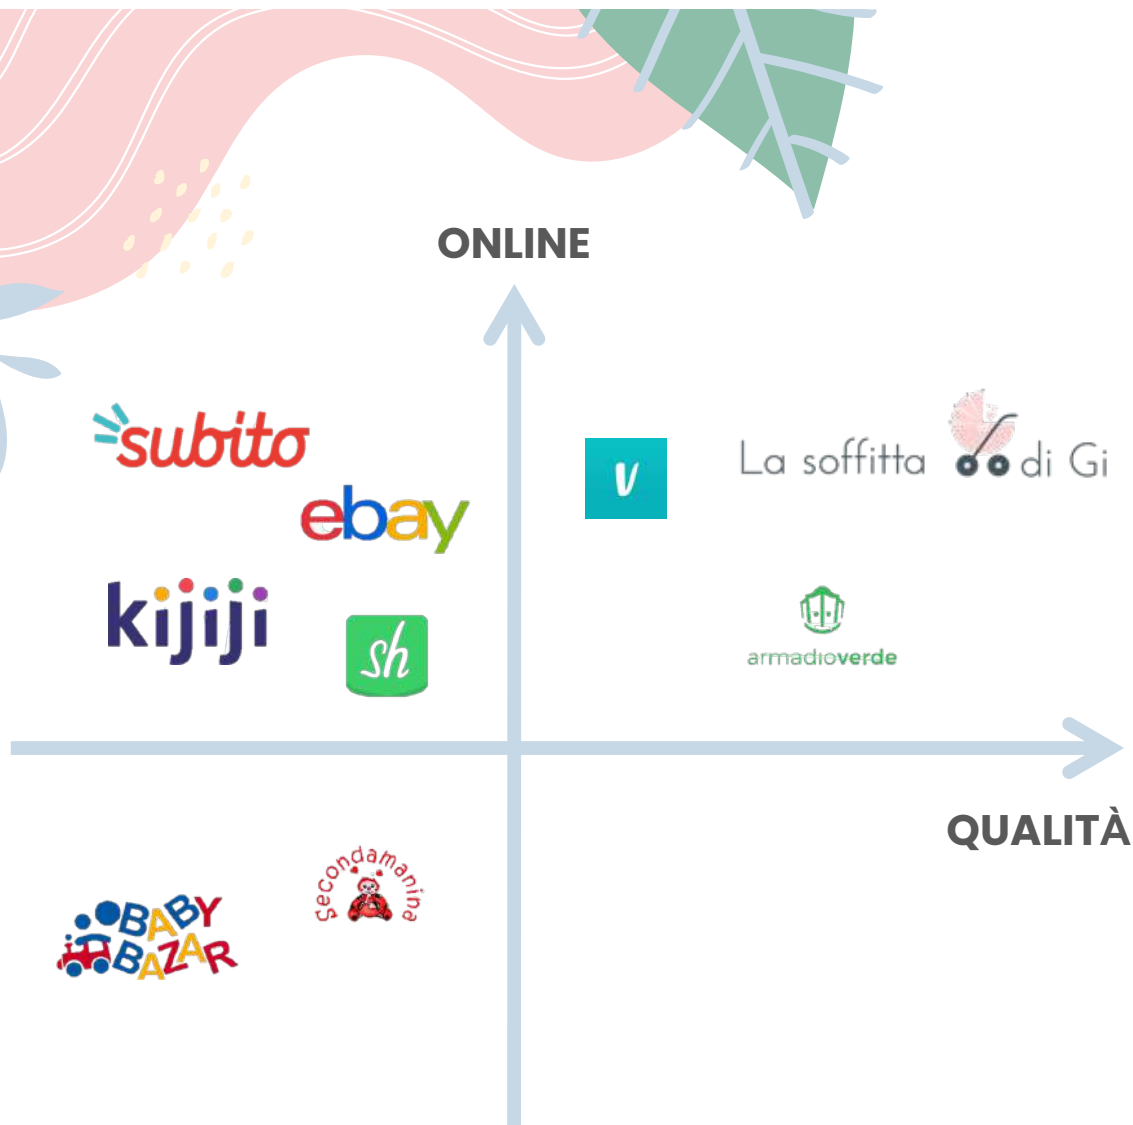 ONLINE
subito
ebay
v
La soffitta di Gi
kijiji
sh
armadioverde
QUALITÀ
Secondamanina
BABY
BAZAR